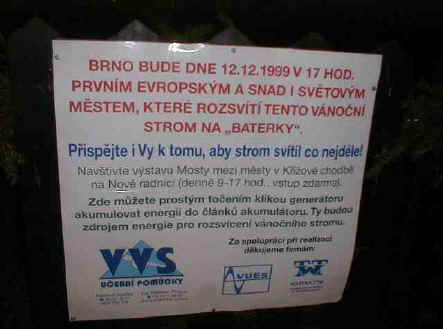 BRNO BUDE DNE 12.12.1999 V 17 HOD.
PRVNÍM EVROPSKÝM A SNAD I SVĚTOVÝM
MĚSTEM, KTERÉ ROZSVÍTÍ TENTO VÁNOČNÍ
STROM NA „BATERKY“.
Přispějte i Vy k tomu, aby strom svítil co nejdéle!
Navštivte výstavu Mosty mezi městy v Křížové chodbě
na Nové radnici (denně 9-17 hod., vstup zdarma).
Zde můžete prostým točením klikou generátoru
akumulovat energii do článků akumulátoru. Ty budou
zdrojem energie pro rozsvícení vánočního stromu.
VVS
UČEBNÍ POMŮCKY
Za spolupráci při realizaci
děkujeme firmám:
VUES